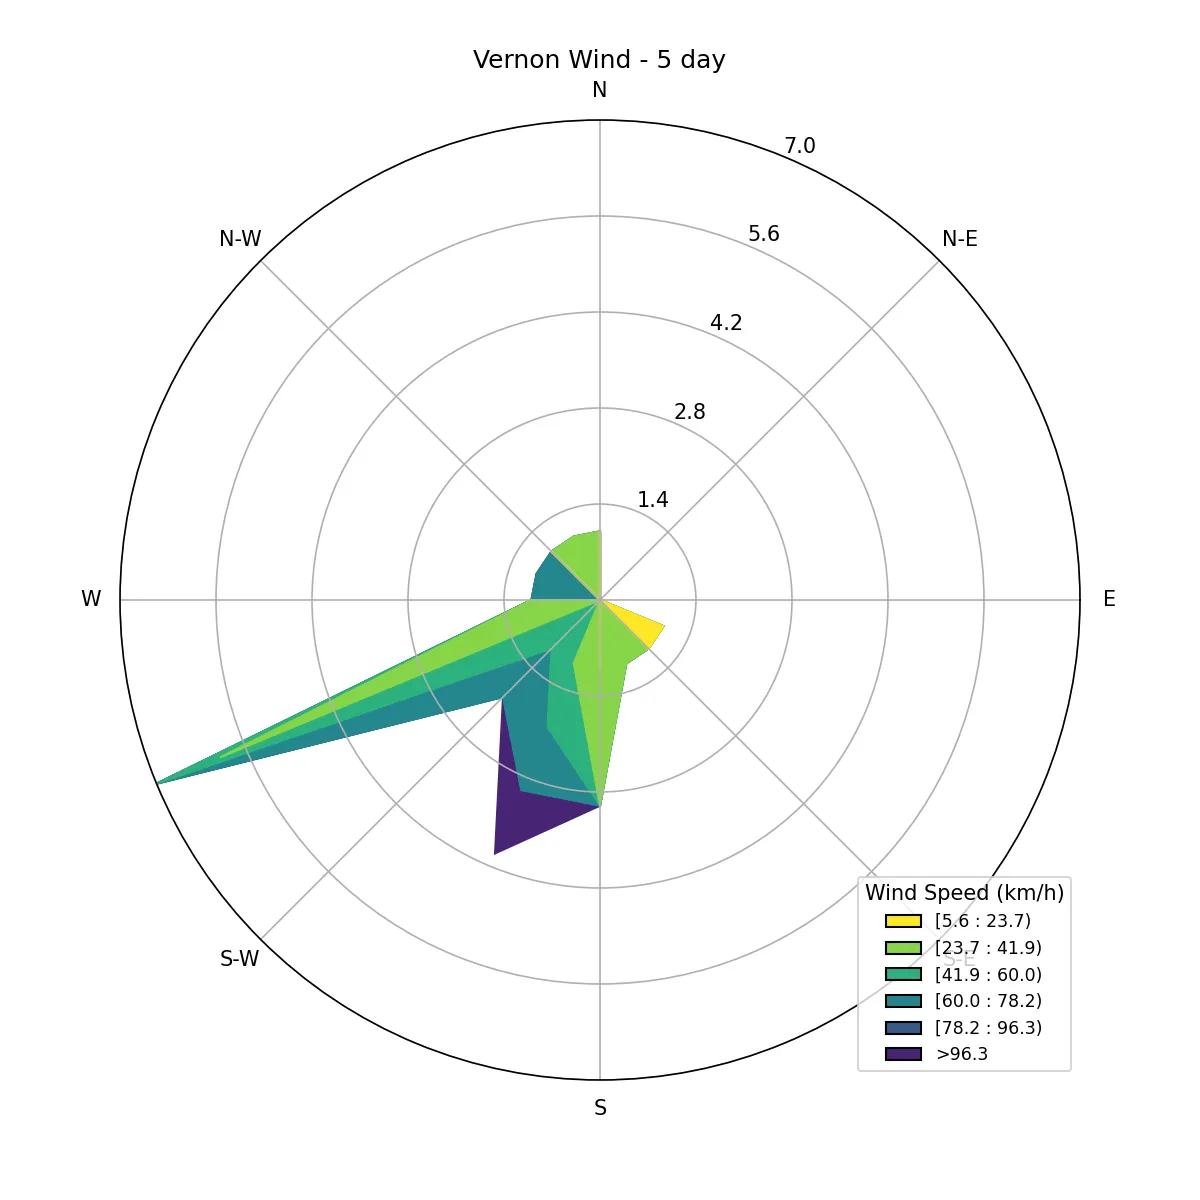 Vernon Wind - 5 day
N
7.0
N-W
5.6
N-E
4.2
2.8
1.4
W
E
Wind Speed (km/h)
[5.6 : 23.7)
[23.7 : 41.9)
S-W
S-E
[41.9 : 60.0)
[60.0 : 78.2)
[78.2 : 96.3)
>96.3
S